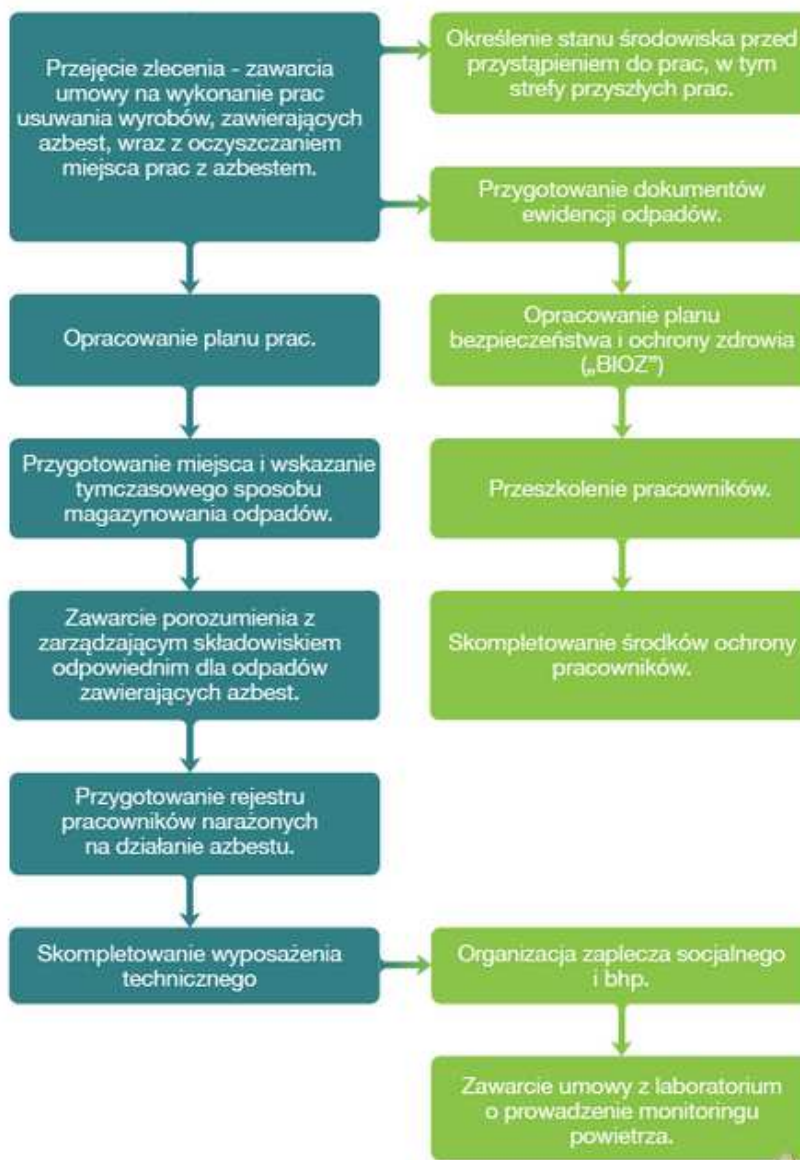 Przejęcie zlecenia - zawarcia
umowy na wykonanie prac
usuwania wyrobów, zawierających
azbest, wraz z oczyszczaniem
miejsca prac z azbestem.
Określenie stanu środowiska przed
przystąpieniem do prac, w tym
strefy przyszłych prac.
Przygotowanie dokumentów
ewidencji odpadów.
Opracowanie planu prac.
Opracowanie planu
bezpieczeństwa i ochrony zdrowia
(„BIOZ”)
Przygotowanie miejsca i wskazanie
tymczasowego sposobu
magazynowania odpadów.
Przeszkolenie pracowników.
Zawarcie porozumienia z
zarządzającym składowiskiem
odpowiednim dla odpadów
zawierających azbest.
Skompletowanie środków ochrony
pracowników.
Przygotowanie rejestru
pracowników narażonych
na działanie azbestu.
Skompletowanie wyposażenia
technicznego
Organizacja zaplecza socjalnego
i bhp.
Zawarcie umowy z laboratorium
o prowadzenie monitoringu
powietrza.